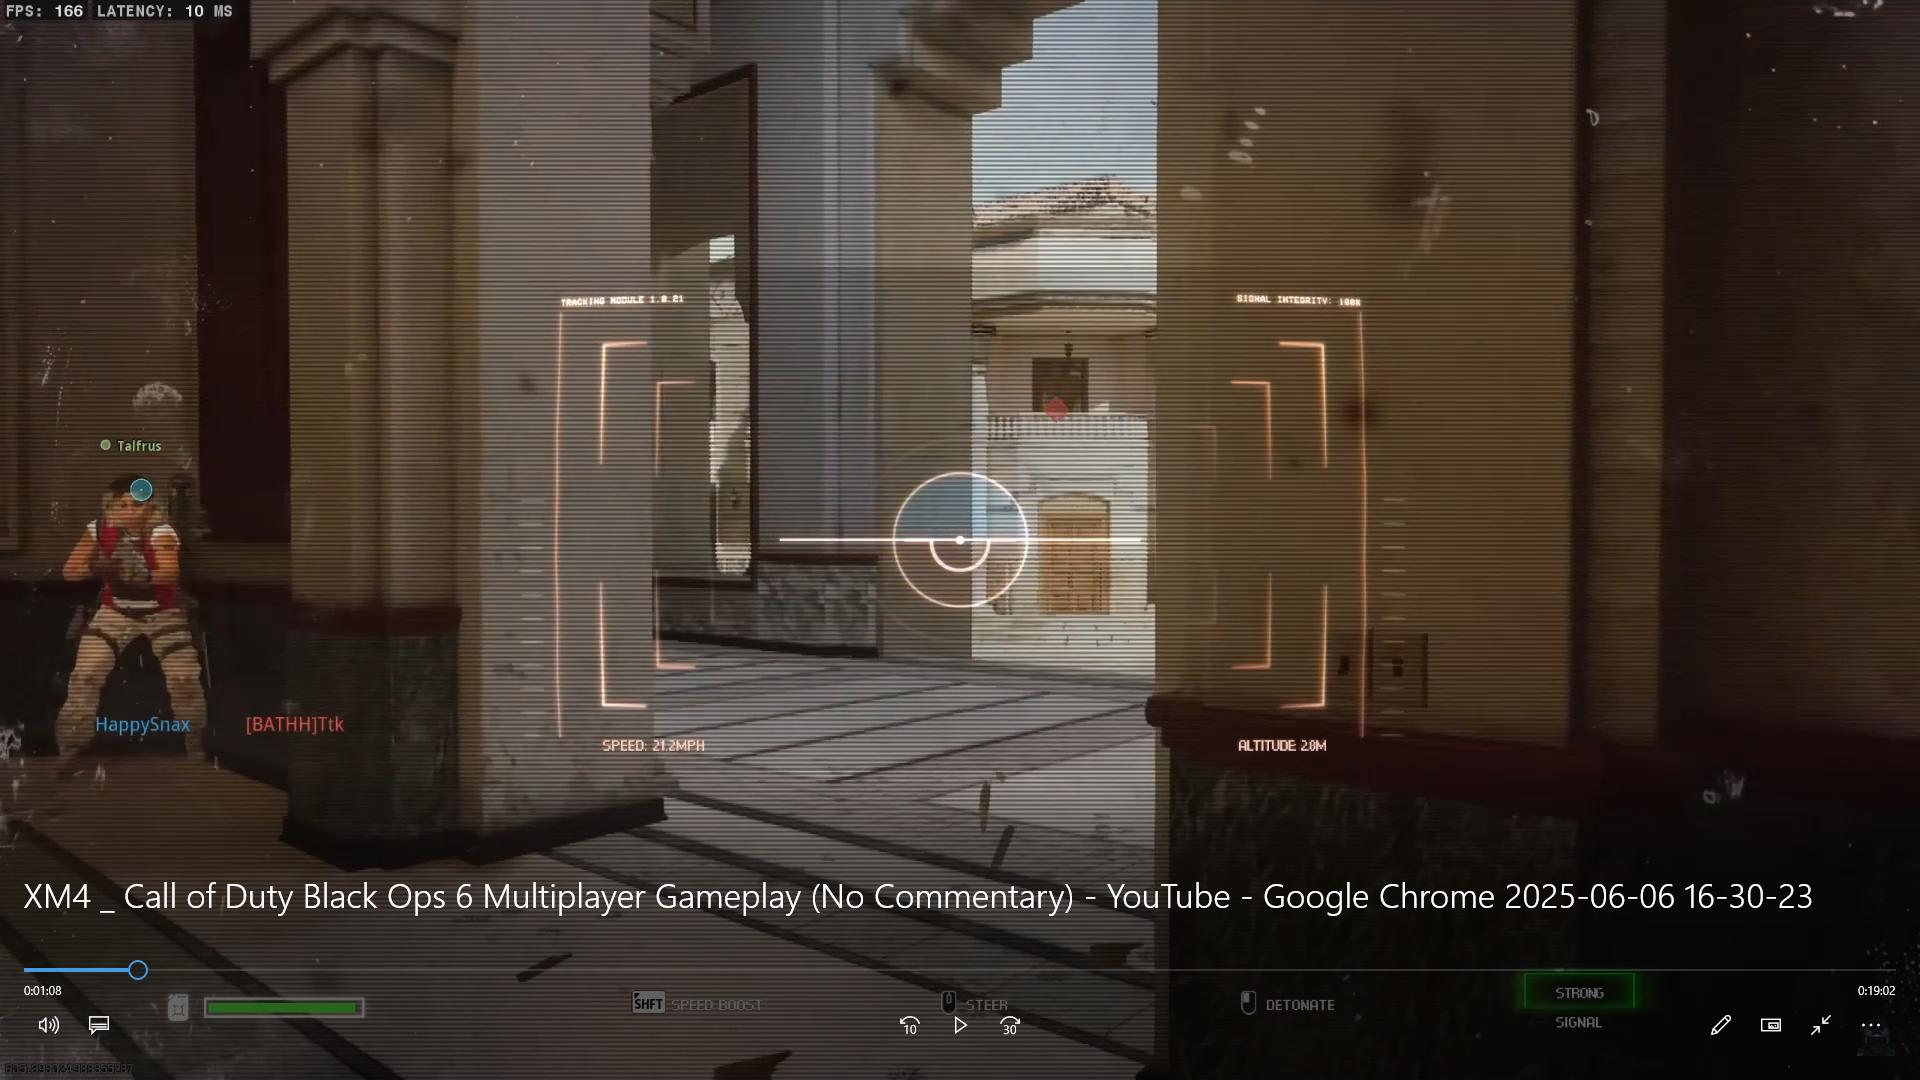 FPS: 166 LATENCY: 10 MS
TRACKING MODULE 1.0.21
SIGNAL INTEGRITY: 100%
Talfrus
HappySnax [BATHH]Ttk
SPEED: 21.2MPH
ALTITUDE 2.8M
XM4 _ Call of Duty Black Ops 6 Multiplayer Gameplay (No Commentary) - YouTube - Google Chrome 2025-06-06 16-30-23
0:01:08
0:19:02
SHFT SPEED BOOST
STEER
DETONATE
STRONG
SIGNAL
10
30